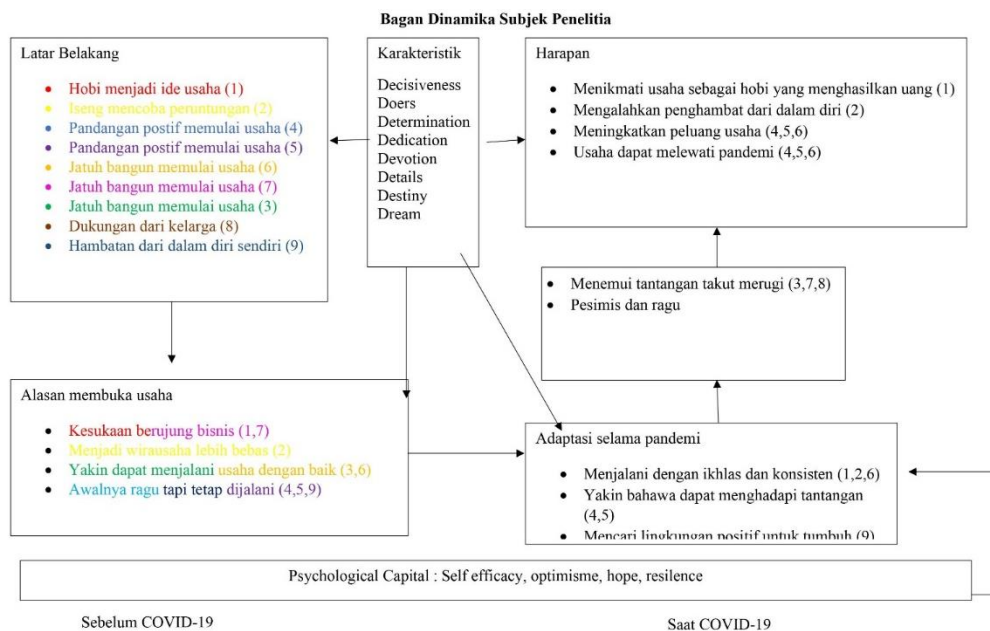 Bagan Dinamika Subjek Penelitia
Latar Belakang
Hobi menjadi ide usaha (1)
Iseng mencoba peruntungan (2)
Pandangan postif memulai usaha (4)
Pandangan postif memulai usaha (5)
Jatuh bangun memulai usaha (6)
Jatuh bangun memulai usaha (7)
Jatuh bangun memulai usaha (3)
Dukungan dari kelarga (8)
Hambatan dari dalam diri sendiri (9)
Karakteristik
Decisiveness
Doers
Determination
Dedication
Devotion
Details
Destiny
Dream
Harapan
Menikmati usaha sebagai hobi yang menghasilkan uang (1)
Mengalahkan penghambat dari dalam diri (2)
Meningkatkan peluang usaha (4,5,6)
Usaha dapat melewati pandemi (4,5,6)
Menemui tantangan takut merugi (3,7,8)
Pesimis dan ragu
Alasan membuka usaha
Kesukaan berujung bisnis (1,7)
Menjadi wirausaha lebih bebas (2)
Yakin dapat menjalani usaha dengan baik (3,6)
Awalnya ragu tapi tetap dijalani (4,5,9)
Adaptasi selama pandemi
Menjalani dengan ikhlas dan konsisten (1,2,6)
Yakin bahawa dapat menghadapi tantangan
(4,5)
Mencari lingkungan positif untuk tumbuh (9)
Psychological Capital : Self efficacy, optimisme, hope, resilence
Sebelum COVID-19
Saat COVID-19